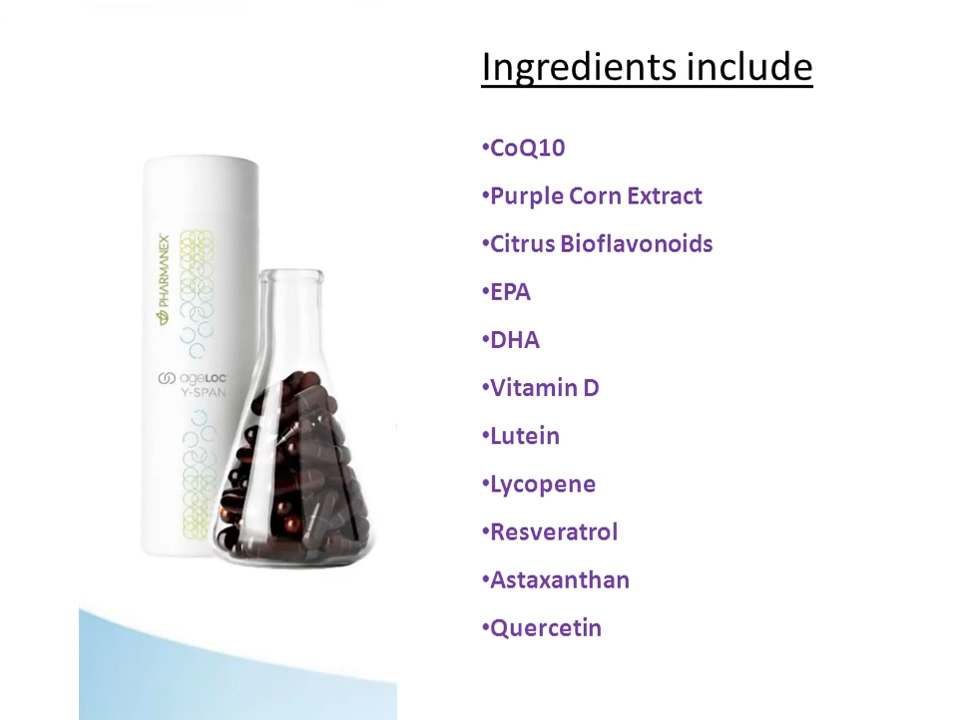 Ingredients include
•CoQ10
•Purple Corn Extract
•Citrus Bioflavonoids
•EPA
•DHA
•Vitamin D
•Lutein
•Lycopene
•Resveratrol
•Astaxanthan
•Quercetin
PHARMANEX
ageLOC
Y-SPAN